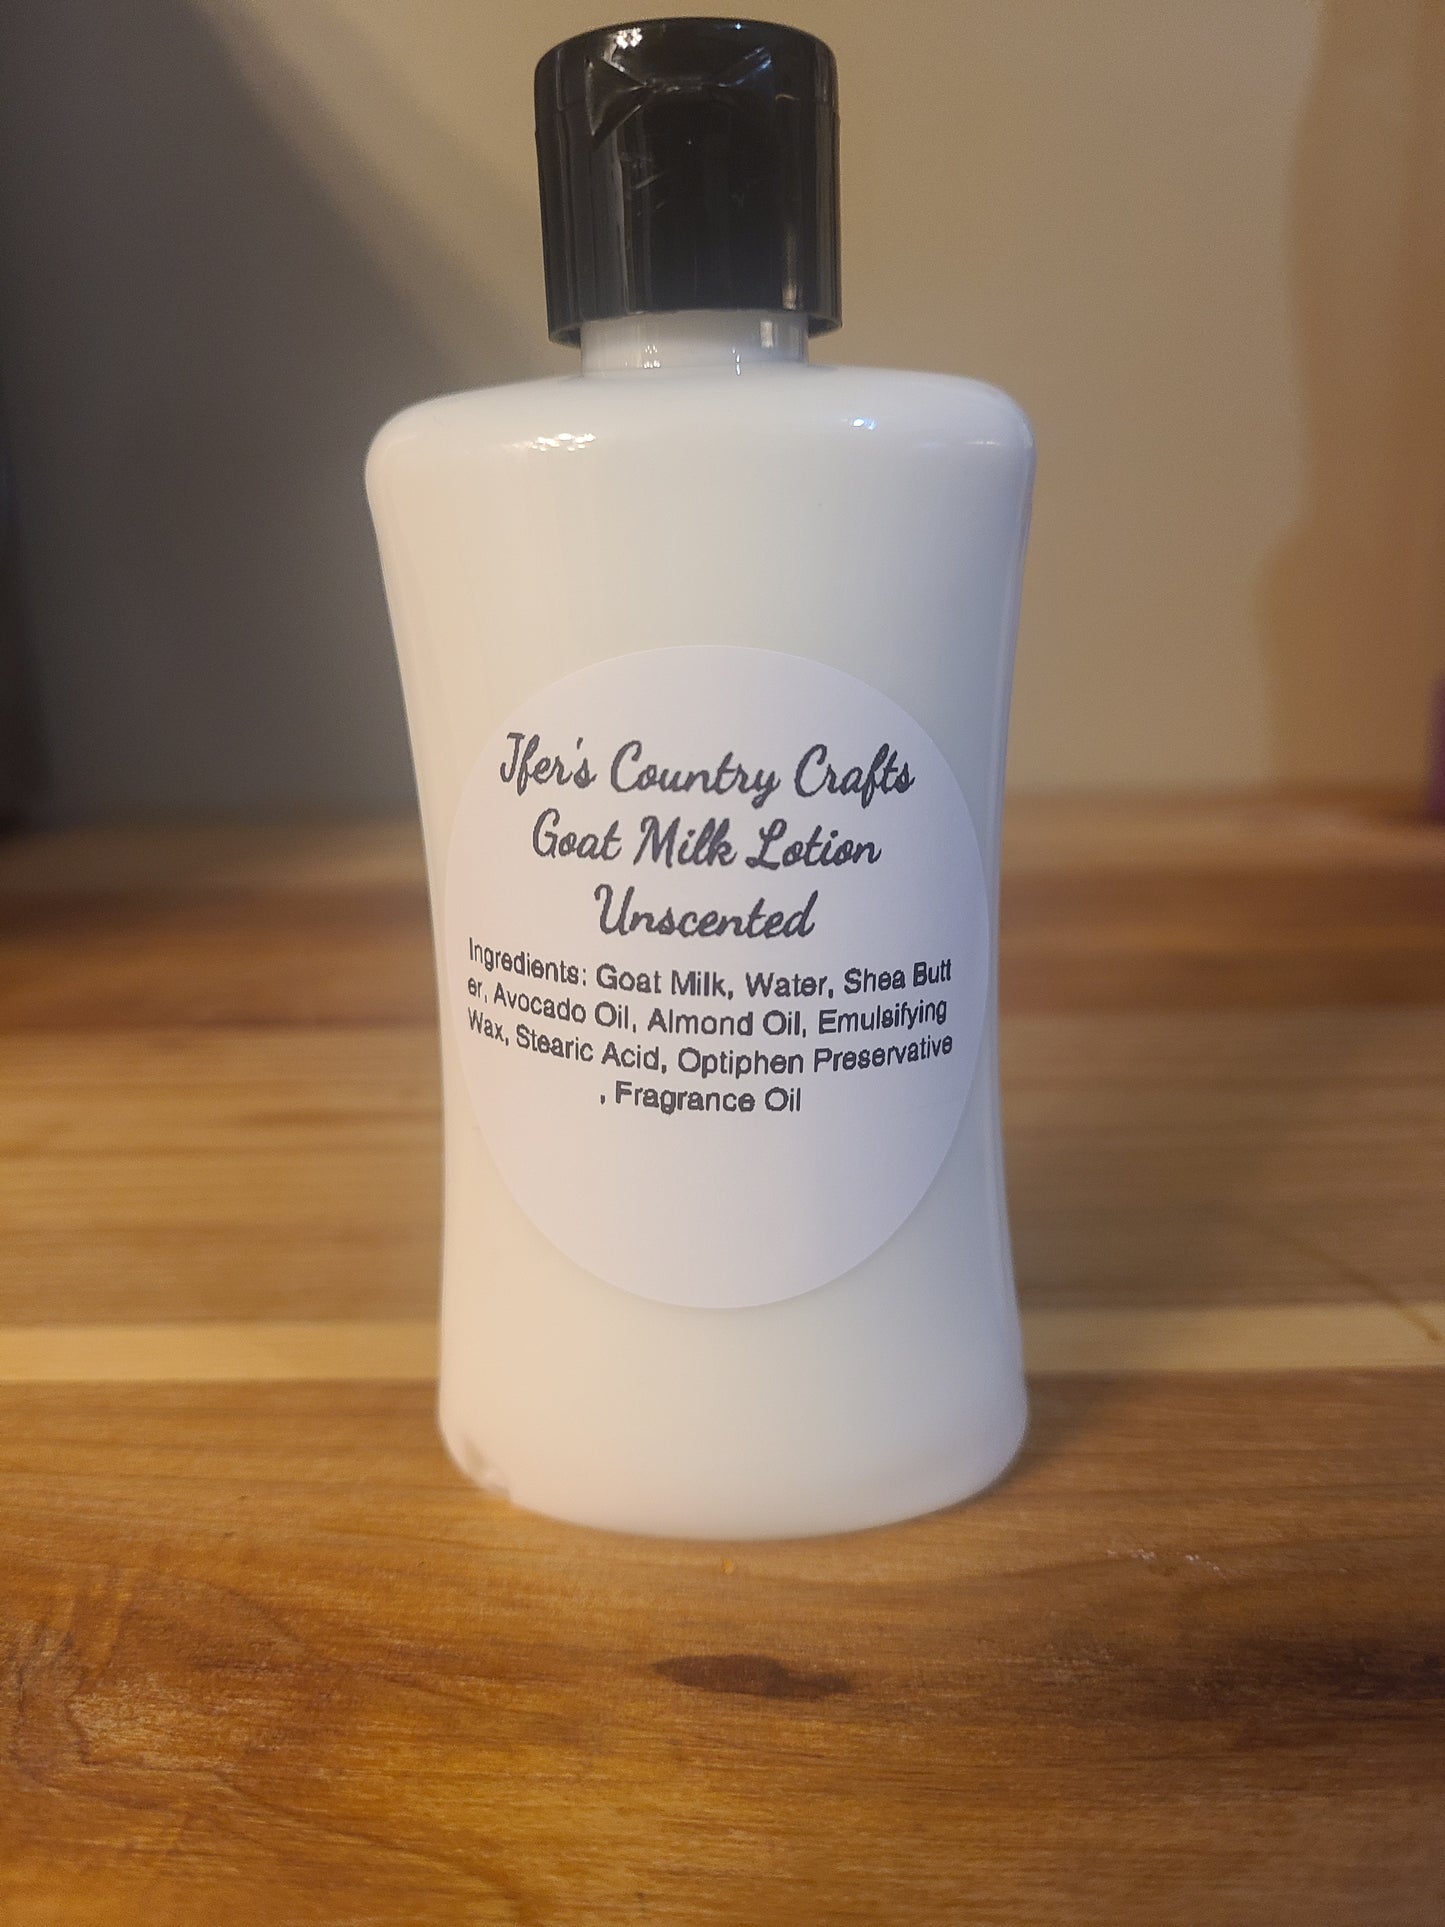 Jfer's Country Crafts
Goat Milk Lotion
Unscented
Ingredients: Goat Milk, Water, Shea Butt
er, Avocado Oil, Almond Oil, Emulsifying
Wax, Stearic Acid, Optiphen Preservative
, Fragrance Oil